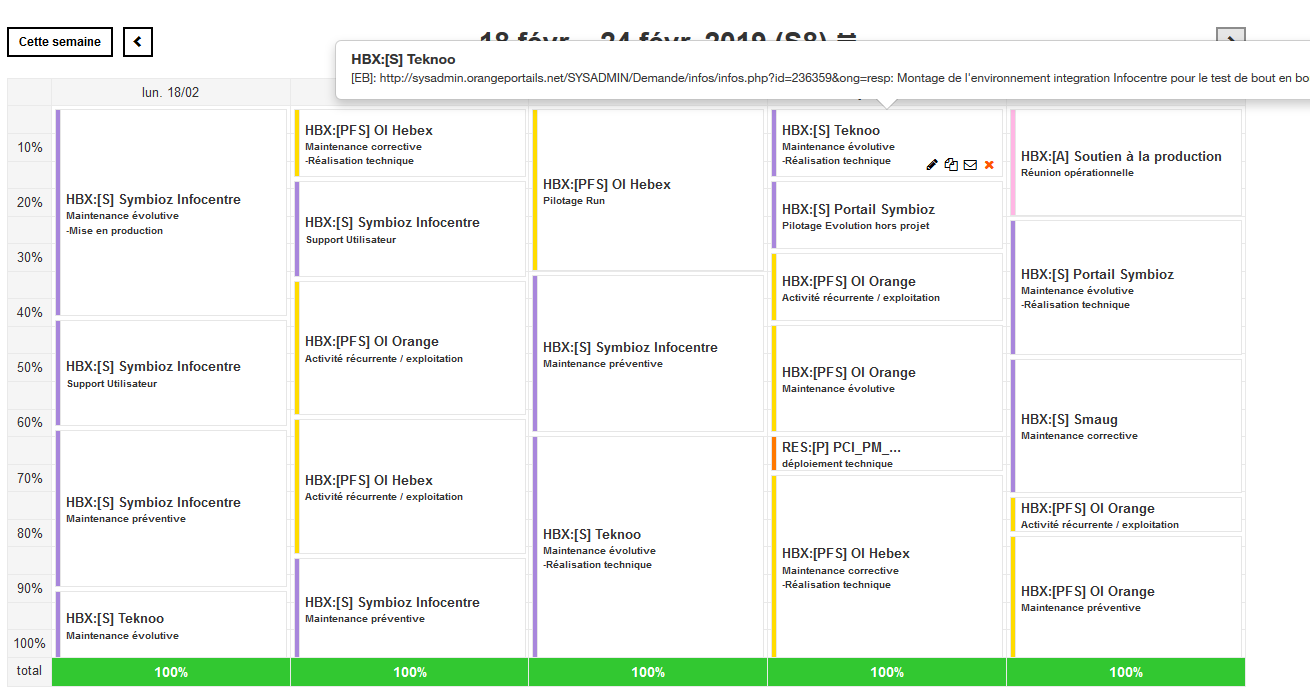 Cette semaine
18 févr. - 24 févr. 2019 (S8)
HBX:[S] Teknoo
[EB]: http://sysadmin.orangeportails.net/SYSADMIN/Demande/infos/infos.php?id=236359&ong=resp: Montage de l'environnement integration Infocentre pour le test de bout en bo
lun. 18/02
10%
20%
30%
40%
50%
60%
70%
80%
90%
100%
total
HBX:[S] Symbioz Infocentre
Maintenance évolutive
-Mise en production
HBX:[S] Symbioz Infocentre
Support Utilisateur
HBX:[S] Symbioz Infocentre
Maintenance préventive
HBX:[S] Teknoo
Maintenance évolutive
100%
HBX:[PFS] OI Hebex
Maintenance corrective
-Réalisation technique
HBX:[S] Symbioz Infocentre
Support Utilisateur
HBX:[PFS] OI Orange
Activité récurrente / exploitation
HBX:[PFS] OI Hebex
Activité récurrente / exploitation
HBX:[S] Symbioz Infocentre
Maintenance préventive
100%
HBX:[PFS] OI Hebex
Pilotage Run
HBX:[S] Symbioz Infocentre
Maintenance préventive
HBX:[S] Teknoo
Maintenance évolutive
-Réalisation technique
100%
HBX:[S] Teknoo
Maintenance évolutive
-Réalisation technique
HBX:[S] Portail Symbioz
Pilotage Evolution hors projet
HBX:[PFS] OI Orange
Activité récurrente / exploitation
HBX:[PFS] OI Orange
Maintenance évolutive
RES:[P] PCI_PM_...
déploiement technique
HBX:[PFS] OI Hebex
Maintenance corrective
-Réalisation technique
100%
HBX:[A] Soutien à la production
Réunion opérationnelle
HBX:[S] Portail Symbioz
Maintenance évolutive
-Réalisation technique
HBX:[S] Smaug
Maintenance corrective
HBX:[PFS] OI Orange
Activité récurrente / exploitation
HBX:[PFS] OI Orange
Maintenance préventive
100%